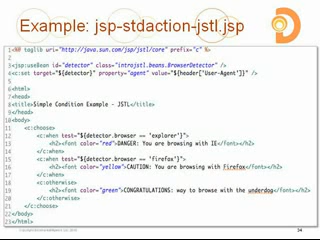 Example: jsp-stdaction-jstl.jsp
1<%@ taglib uri="http://java.sun.com/jsp/jstl/core" prefix="c" %>
2
3<jsp:useBean id="detector" class="introjstl.beans.BrowserDetector" />
4<c:set target="${detector}" property="agent" value="${header['User-Agent']}" />
5
6<html>
7<head>
8<title>Simple Condition Example - JSTL</title>
9</head>
10<body>
11 <c:choose>
12 <c:when test="${detector.browser == 'explorer'}">
13 <h2><font color="red">DANGER: You are browsing with IE</font></h2>
14 </c:when>
15 <c:when test="${detector.browser == 'firefox'}">
16 <h2><font color="yellow">CAUTION: You are browsing with Firefox</font></h2>
17 </c:when>
18 <c:otherwise>
19 <h2><font color="green">CONGRATULATIONS: way to browse with the underdog</font></h2>
20 </c:otherwise>
21 </c:choose>
22</body>
23</html>
34